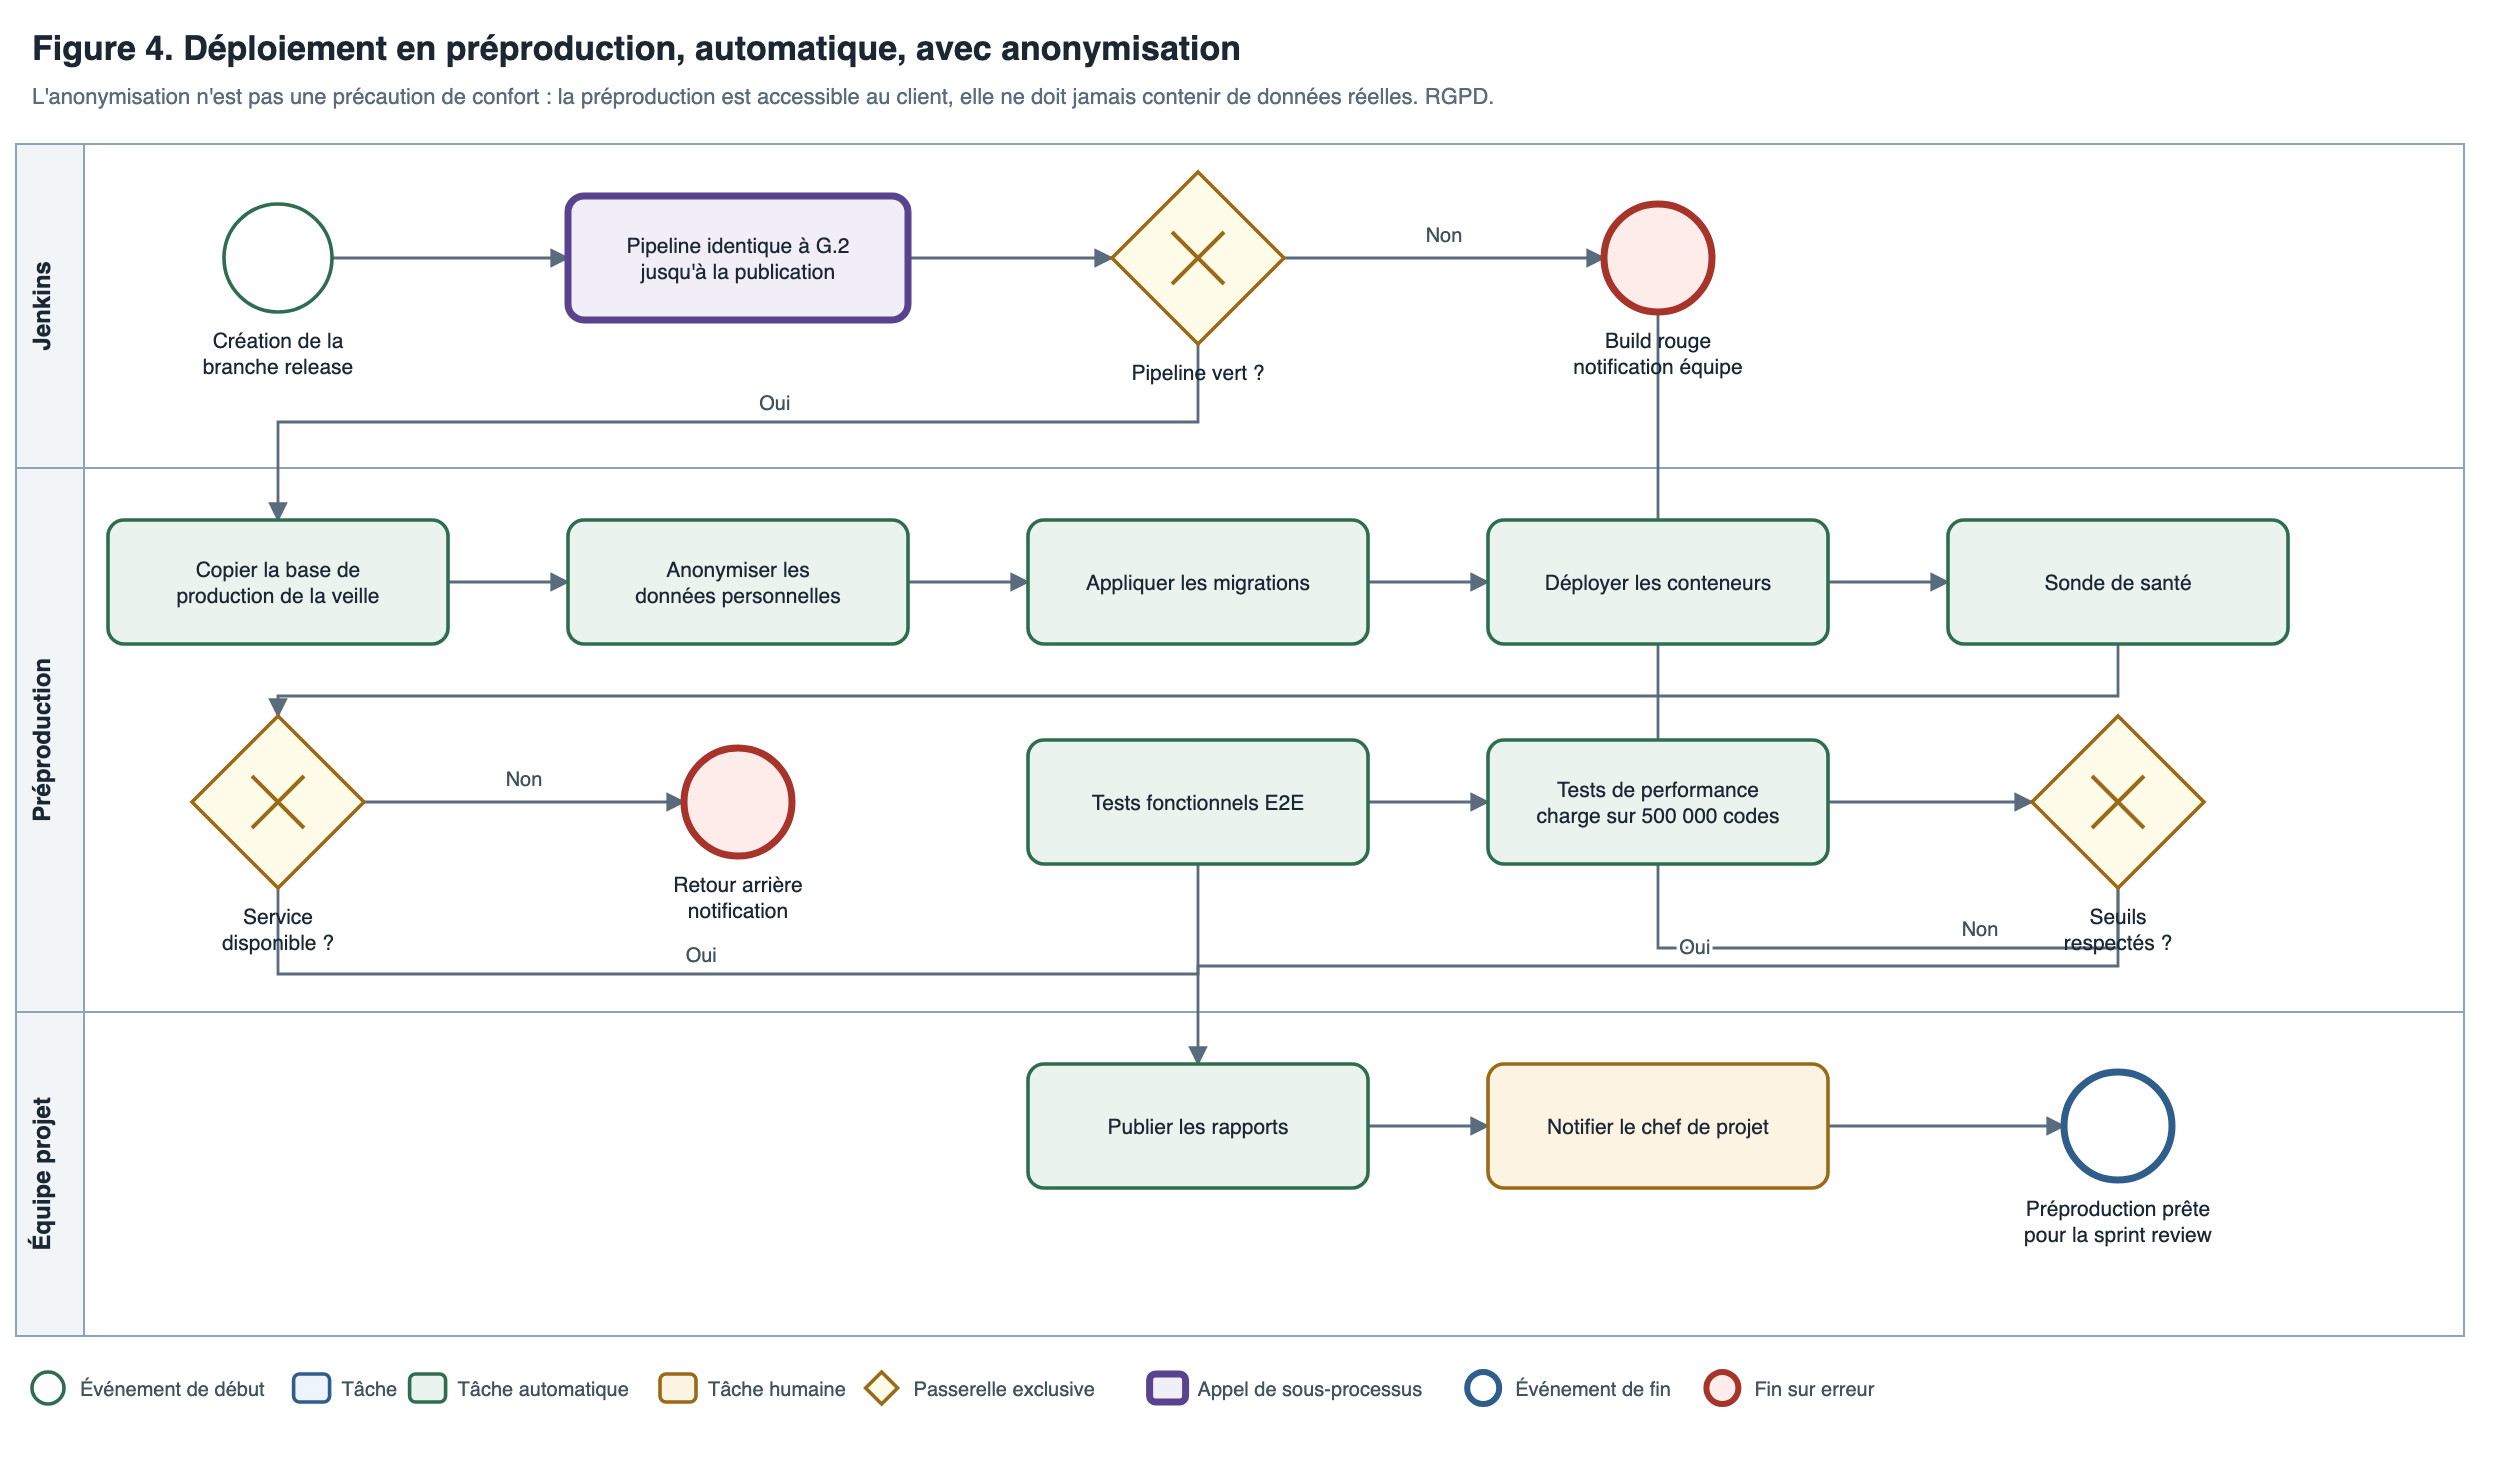 Figure 4. Déploiement en préproduction, automatique, avec anonymisation
L'anonymisation n'est pas une précaution de confort : la préproduction est accessible au client, elle ne doit jamais contenir de données réelles. RGPD.
Jenkins
Création de la
branche release
Pipeline identique à G.2
jusqu'à la publication
Pipeline vert ?
Non
Build rouge
notification équipe
Oui
Préproduction
Copier la base de
production de la veille
Anonymiser les
données personnelles
Appliquer les migrations
Déployer les conteneurs
Sonde de santé
Service
disponible ?
Non
Retour arrière
notification
Oui
Tests fonctionnels E2E
Tests de performance
charge sur 500 000 codes
Seuils
respectés ?
Non
Oui
Équipe projet
Publier les rapports
Notifier le chef de projet
Préproduction prête
pour la sprint review
Événement de début
Tâche
Tâche automatique
Tâche humaine
Passerelle exclusive
Appel de sous-processus
Événement de fin
Fin sur erreur